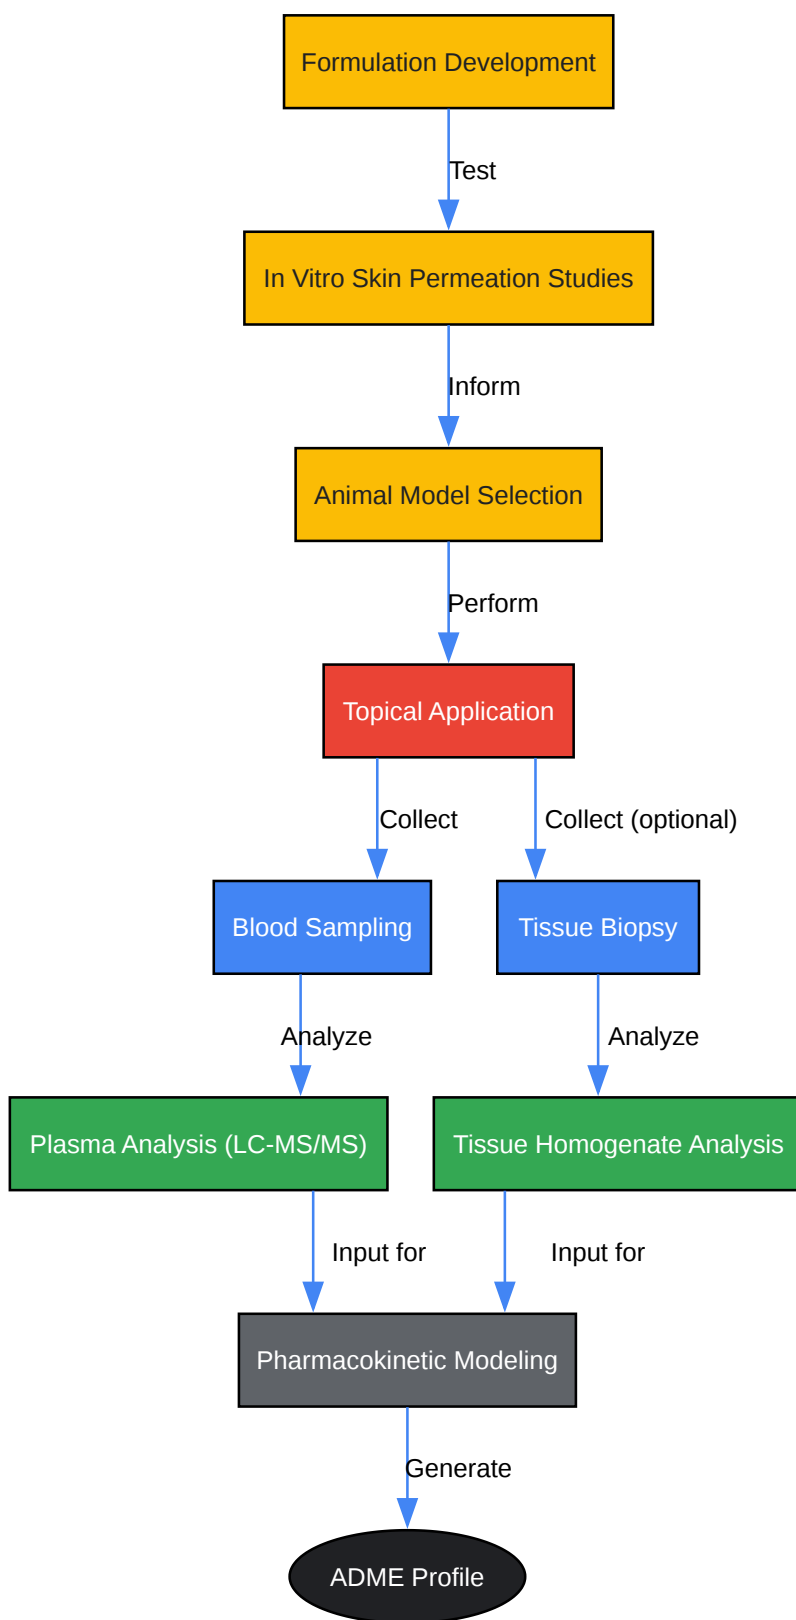 Formulation Development
Test
In Vitro Skin Permeation Studies
Inform
Animal Model Selection
Perform
Topical Application
Collect
Collect (optional)
Blood Sampling
Tissue Biopsy
Analyze
Analyze
Plasma Analysis (LC-MS/MS)
Tissue Homogenate Analysis
Input for
Input for
Pharmacokinetic Modeling
Generate
ADME Profile